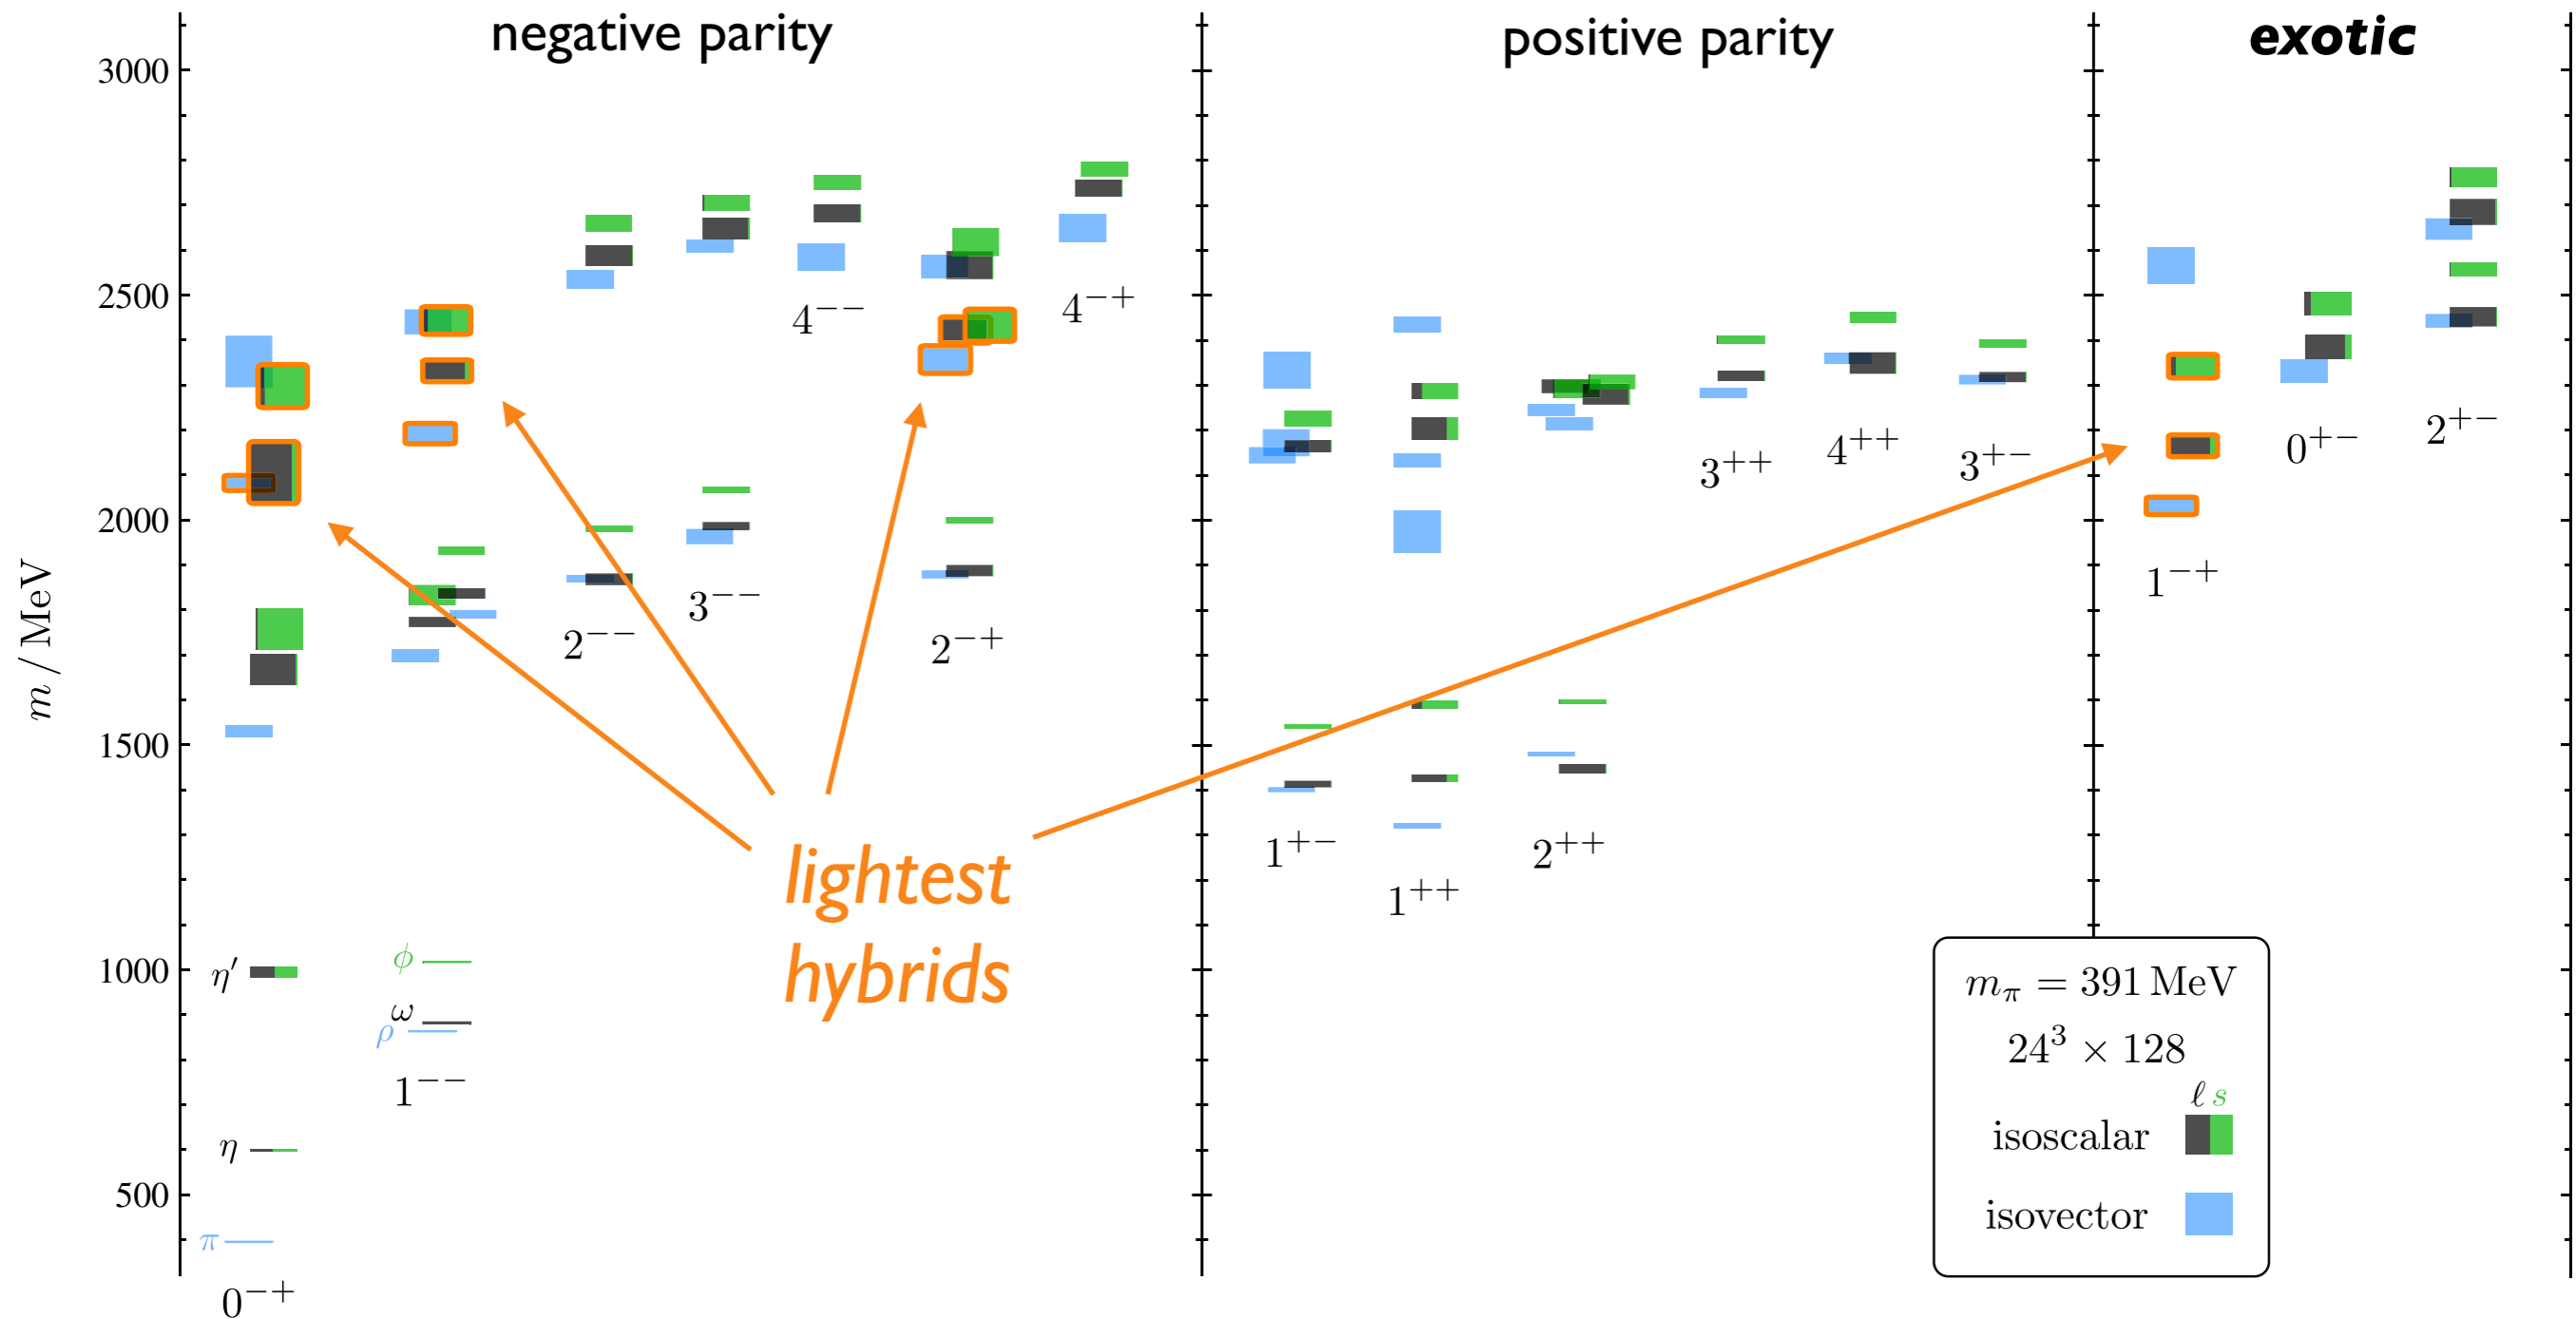 negative parity
positive parity
exotic
3000
2500
2000
1500
1000
500
m / MeV
4⁻⁻
4⁻⁺
2⁻⁻
3⁻⁻
2⁻⁺
3⁺⁺
4⁺⁺
3⁺⁻
0⁺⁻
2⁺⁻
1⁻⁺
1⁺⁻
1⁺⁺
2⁺⁺
lightest
hybrids
η′
ϕ
ω
ρ
1⁻⁻
η
π
0⁻⁺
m_π = 391 MeV
24³ × 128
ℓ s
isoscalar
isovector